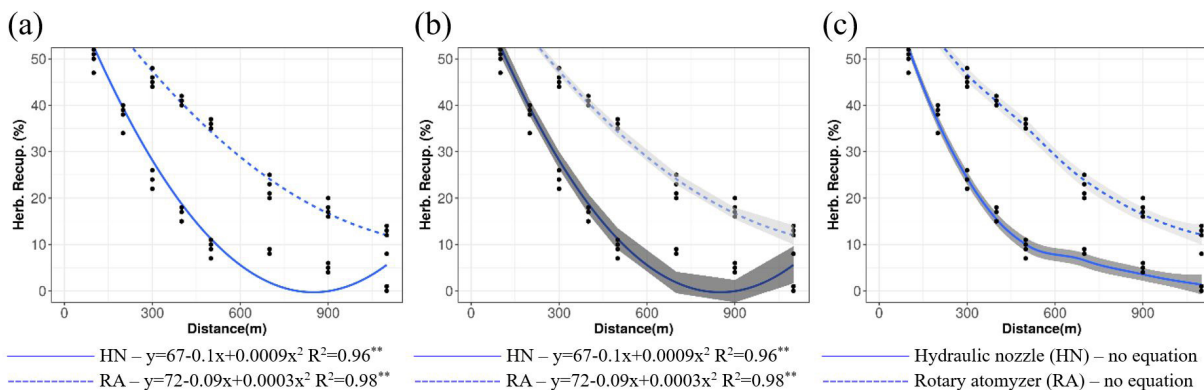 (a)
(b)
(c)
Herb. Recup. (%)
50
40
30
20
10
0
0
300
600
900
Distance(m)
Herb. Recup. (%)
50
40
30
20
10
0
0
300
600
900
Distance(m)
Herb. Recup. (%)
50
40
30
20
10
0
0
300
600
900
Distance(m)
HN – y=67-0.1x+0.0009x² R²=0.96**
RA – y=72-0.09x+0.0003x² R²=0.98**
HN – y=67-0.1x+0.0009x² R²=0.96**
RA – y=72-0.09x+0.0003x² R²=0.98**
Hydraulic nozzle (HN) – no equation
Rotary atomyzer (RA) – no equation